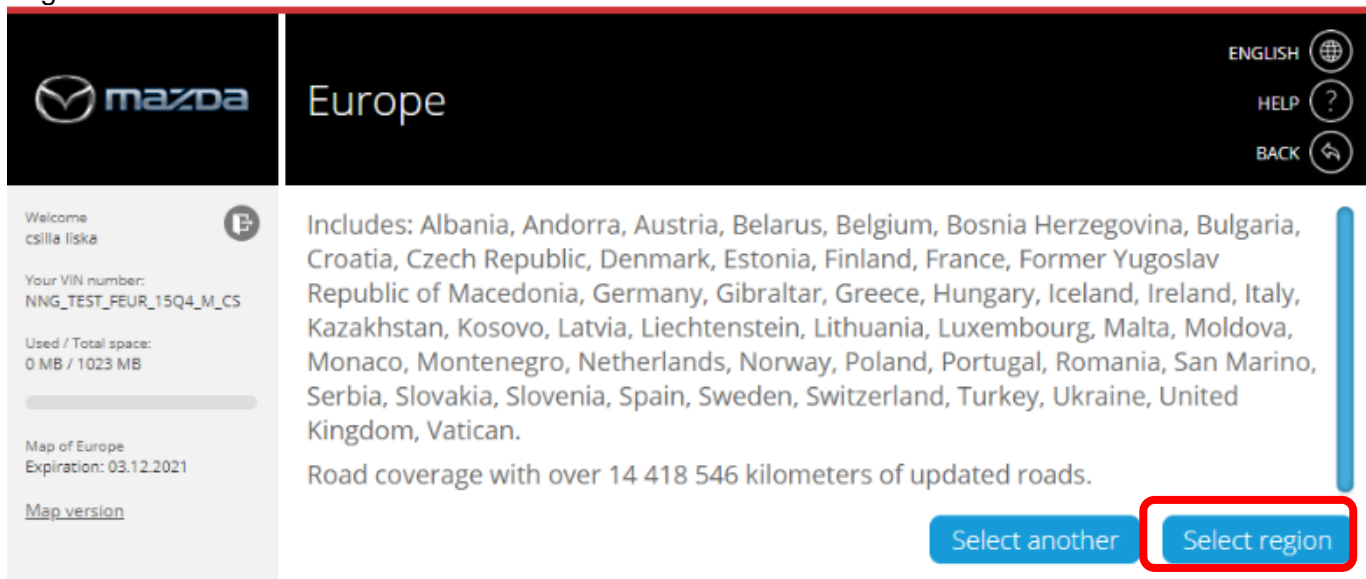 mazda
Europe
ENGLISH
HELP ?
BACK
Welcome
csilla liska
Your VIN number:
NNG_TEST_FEUR_15Q4_M_CS
Used / Total space:
0 MB / 1023 MB
Map of Europe
Expiration: 03.12.2021
Map version
Includes: Albania, Andorra, Austria, Belarus, Belgium, Bosnia Herzegovina, Bulgaria,
Croatia, Czech Republic, Denmark, Estonia, Finland, France, Former Yugoslav
Republic of Macedonia, Germany, Gibraltar, Greece, Hungary, Iceland, Ireland, Italy,
Kazakhstan, Kosovo, Latvia, Liechtenstein, Lithuania, Luxembourg, Malta, Moldova,
Monaco, Montenegro, Netherlands, Norway, Poland, Portugal, Romania, San Marino,
Serbia, Slovakia, Slovenia, Spain, Sweden, Switzerland, Turkey, Ukraine, United
Kingdom, Vatican.
Road coverage with over 14 418 546 kilometers of updated roads.
Select another
Select region